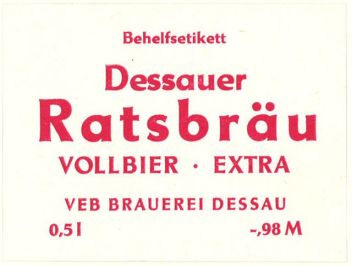 Behelfsetikett
Dessauer
Ratsbräu
VOLLBIER · EXTRA
VEB BRAUEREI DESSAU
0,5 l -,98 M